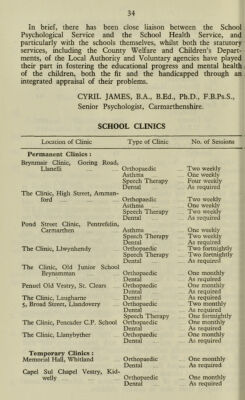 34
In brief, there has been close liaison between the School
Psychological Service and the School Health Service, and
particularly with the schools themselves, whilst both the statutory
services, including the County Welfare and Children's Depart-
ments, of the Local Authority and Voluntary agencies have played
their part in fostering the educational progress and mental health
of the children, both the fit and the handicapped through an
integrated appraisal of their problems.
CYRIL JAMES, B.A., B.Ed., Ph.D., F.B.Ps.S.,
Senior Psychologist, Carmarthenshire.
SCHOOL CLINICS
Location of Clinic Type of Clinic No. of Sessions
Permanent Clinics :
Brynmair Clinic, Goring Road,
Llanelli ... Orthopaedic ... Two weekly
Asthma ... One weekly
Speech Therapy ... Four weekly
Dental ... As required
The Clinic, High Street, Amman-
ford ... Orthopaedic ... Two weekly
Asthma ... One weekly
Speech Therapy ... Two weekly
Dental ... As required
Pond Street Clinic, Pentrefelin,
Carmarthen ... Asthma ... One weekly
Speech Therapy ... Two weekly
Dental ... As required
The Clinic, Llwynhendy ... Orthopaedic ... Two fortnightly
Speech Therapy ... Two fortnightly
Dental ... As required
The Clinic, Old Junior School
Brynamman ... Orthopaedic ... One monthly
Dental ... As required
Penuel Old Vestry, St. Clears ... Orthopaedic ... One monthly
Dental ... As required
The Clinic, Laugharne ... Dental ... As required
5, Broad Street, Llandovery ... Orthopaedic ... Two monthly
Dental ... As required
Speech Therapy ... One fortnightly
The Clinic, Pencader C.P. School Orthopaedic ... One monthly
Dental ... As required
The Clinic, Llanybyther ... Orthopaedic ... One monthly
Dental ... As required
Temporary Clinics :
Memorial Hall, Whitland ... Orthopaedic ... One monthly
Dental ... As required
Capel Sul Chapel Vestry, Kid-
welly ... Orthopaedic ... One monthly
Dental ... As required